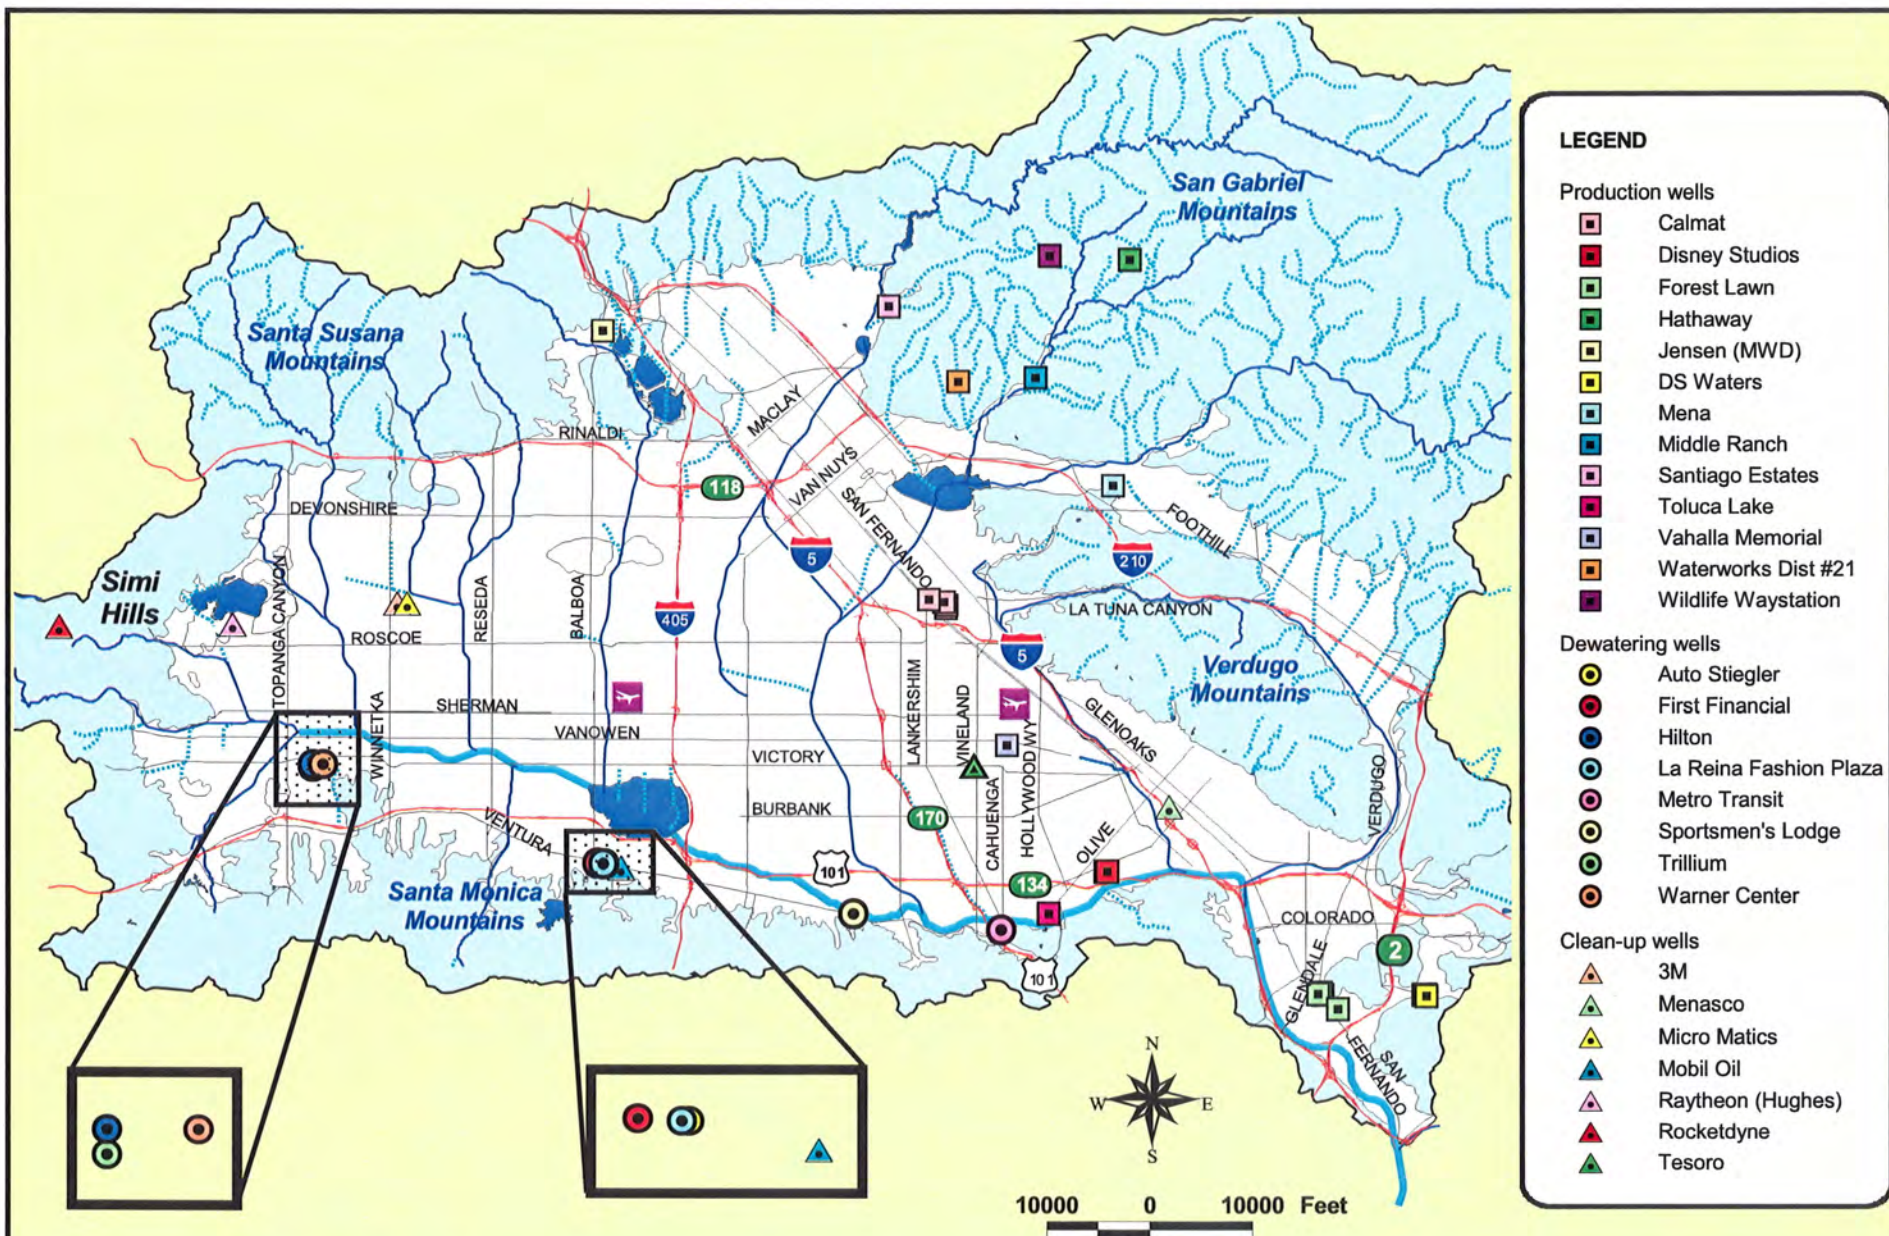 San Gabriel
Mountains
Santa Susana
Mountains
MACLAY
RINALDI
VAN NUYS
118
SAN FERNANDO
DEVONSHIRE
FOOTHILL
5
210
Simi
Hills
TOPANGA CANYON
RESEDA
BALBOA
405
LA TUNA CANYON
ROSCOE
5
Verdugo
Mountains
WINNETKA
SHERMAN
VANOWEN
LANKERSHIM
VINELAND
HOLLYWOOD WY
GLENOAKS
VICTORY
BURBANK
VERDUGO
170
CAHUENGA
OLIVE
VENTURA
101
134
Santa Monica
Mountains
COLORADO
GLENDALE
2
101
SAN
FERNANDO
N
W
E
S
10000 0 10000 Feet
LEGEND
Production wells
Calmat
Disney Studios
Forest Lawn
Hathaway
Jensen (MWD)
DS Waters
Mena
Middle Ranch
Santiago Estates
Toluca Lake
Vahalla Memorial
Waterworks Dist #21
Wildlife Waystation
Dewatering wells
Auto Stiegler
First Financial
Hilton
La Reina Fashion Plaza
Metro Transit
Sportsmen's Lodge
Trillium
Warner Center
Clean-up wells
3M
Menasco
Micro Matics
Mobil Oil
Raytheon (Hughes)
Rocketdyne
Tesoro